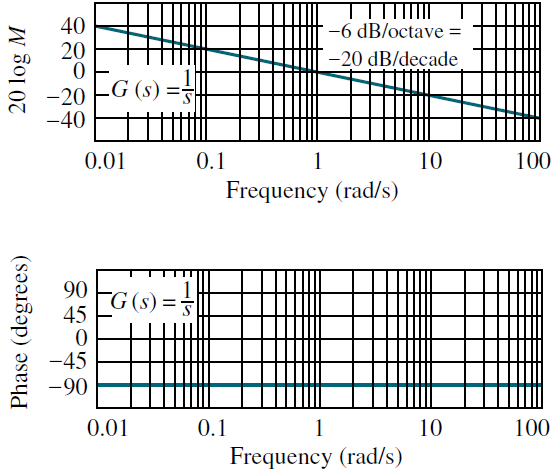 20 log M
40
20
0
−20
−40
−6 dB/octave =
−20 dB/decade
G (s) = 1/s
0.01 0.1 1 10 100
Frequency (rad/s)
Phase (degrees)
90
45
0
−45
−90
G (s) = 1/s
0.01 0.1 1 10 100
Frequency (rad/s)